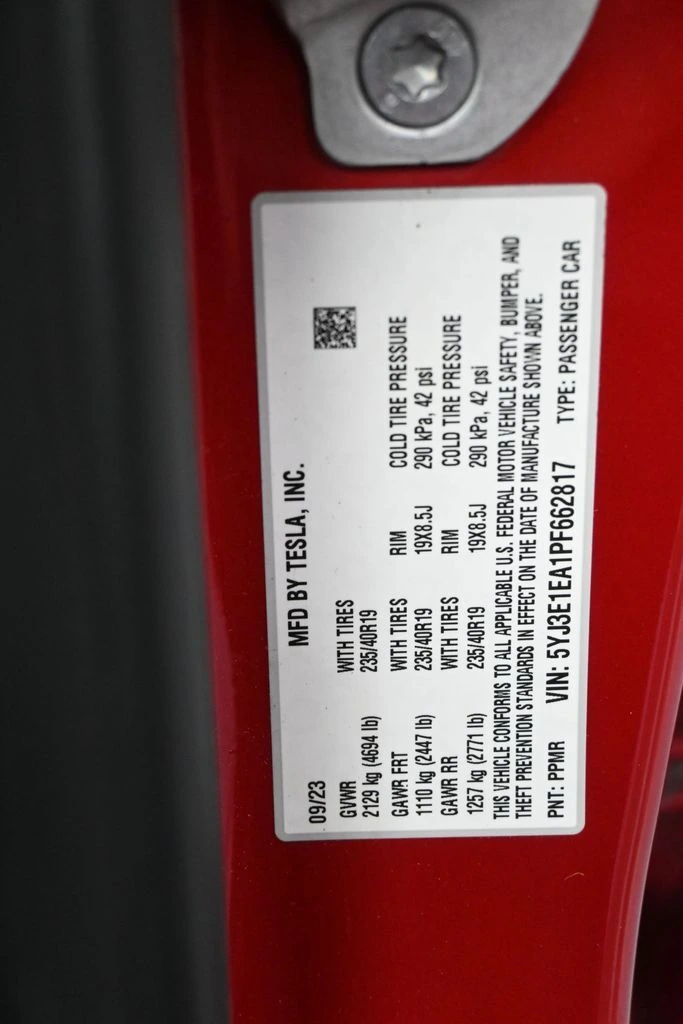 MFD BY TESLA, INC.
09/23
GVWR WITH TIRES
2129 kg (4694 lb) 235/40R19
GAWR FRT WITH TIRES RIM COLD TIRE PRESSURE
1110 kg (2447 lb) 235/40R19 19X8.5J 290 kPa, 42 psi
GAWR RR WITH TIRES RIM COLD TIRE PRESSURE
1257 kg (2771 lb) 235/40R19 19X8.5J 290 kPa, 42 psi
THIS VEHICLE CONFORMS TO ALL APPLICABLE U.S. FEDERAL MOTOR VEHICLE SAFETY, BUMPER, AND
THEFT PREVENTION STANDARDS IN EFFECT ON THE DATE OF MANUFACTURE SHOWN ABOVE.
PNT: PPMR VIN: 5YJ3E1EA1PF662817 TYPE: PASSENGER CAR